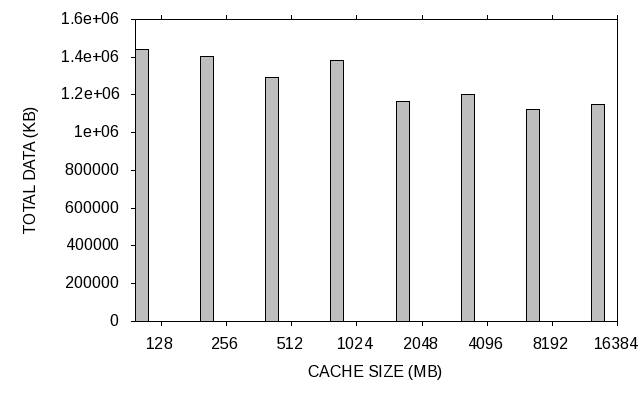 1.6e+06
1.4e+06
1.2e+06
1e+06
800000
600000
400000
200000
0
TOTAL DATA (KB)
128 256 512 1024 2048 4096 8192 16384
CACHE SIZE (MB)